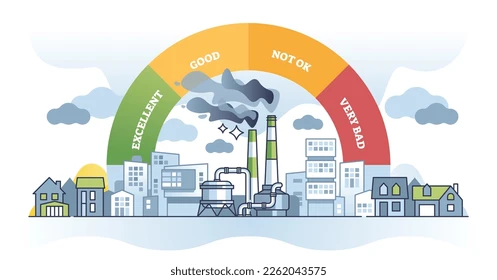 EXCELLENT
GOOD
NOT OK
VERY BAD
shutterstock.com · 2262043575